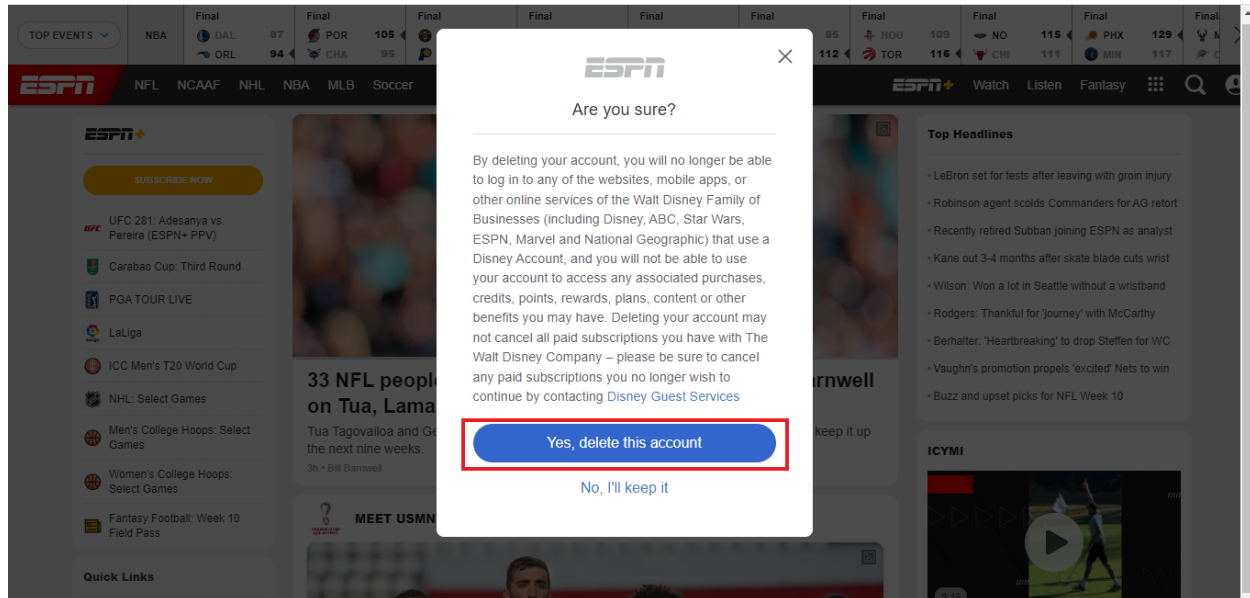 Final
Final
Final
Final
Final
Final
Final
Final
Final
Final
TOP EVENTS
NBA
DAL 87
ORL 94
POR 105
CHA 95
85
112
HOU 109
TOR 116
NO 115
CHI 111
PHX 129
MIN 117
ESPN
NFL NCAAF NHL NBA MLB Soccer
ESPN+ Watch Listen Fantasy
ESPN+
SUBSCRIBE NOW
UFC 281: Adesanya vs.
Pereira (ESPN+ PPV)
Carabao Cup: Third Round
PGA TOUR LIVE
LaLiga
ICC Men's T20 World Cup
NHL: Select Games
Men's College Hoops: Select
Games
Women's College Hoops:
Select Games
Fantasy Football: Week 10
Field Pass
Quick Links
33 NFL peopl
on Tua, Lama
arnwell
Tua Tagovailoa and Ge
keep it up
the next nine weeks.
3h • Bill Barnwell
MEET USMN
ESPN
Are you sure?
By deleting your account, you will no longer be able
to log in to any of the websites, mobile apps, or
other online services of the Walt Disney Family of
Businesses (including Disney, ABC, Star Wars,
ESPN, Marvel and National Geographic) that use a
Disney Account, and you will not be able to use
your account to access any associated purchases,
credits, points, rewards, plans, content or other
benefits you may have. Deleting your account may
not cancel all paid subscriptions you have with The
Walt Disney Company – please be sure to cancel
any paid subscriptions you no longer wish to
continue by contacting Disney Guest Services
Yes, delete this account
No, I'll keep it
Top Headlines
LeBron set for tests after leaving with groin injury
Robinson agent scolds Commanders for AG retort
Recently retired Subban joining ESPN as analyst
Kane out 3-4 months after skate blade cuts wrist
Wilson: Won a lot in Seattle without a wristband
Rodgers: Thankful for 'journey' with McCarthy
Berhalter: 'Heartbreaking' to drop Steffen for WC
Vaughn's promotion propels 'excited' Nets to win
Buzz and upset picks for NFL Week 10
ICYMI
0:15